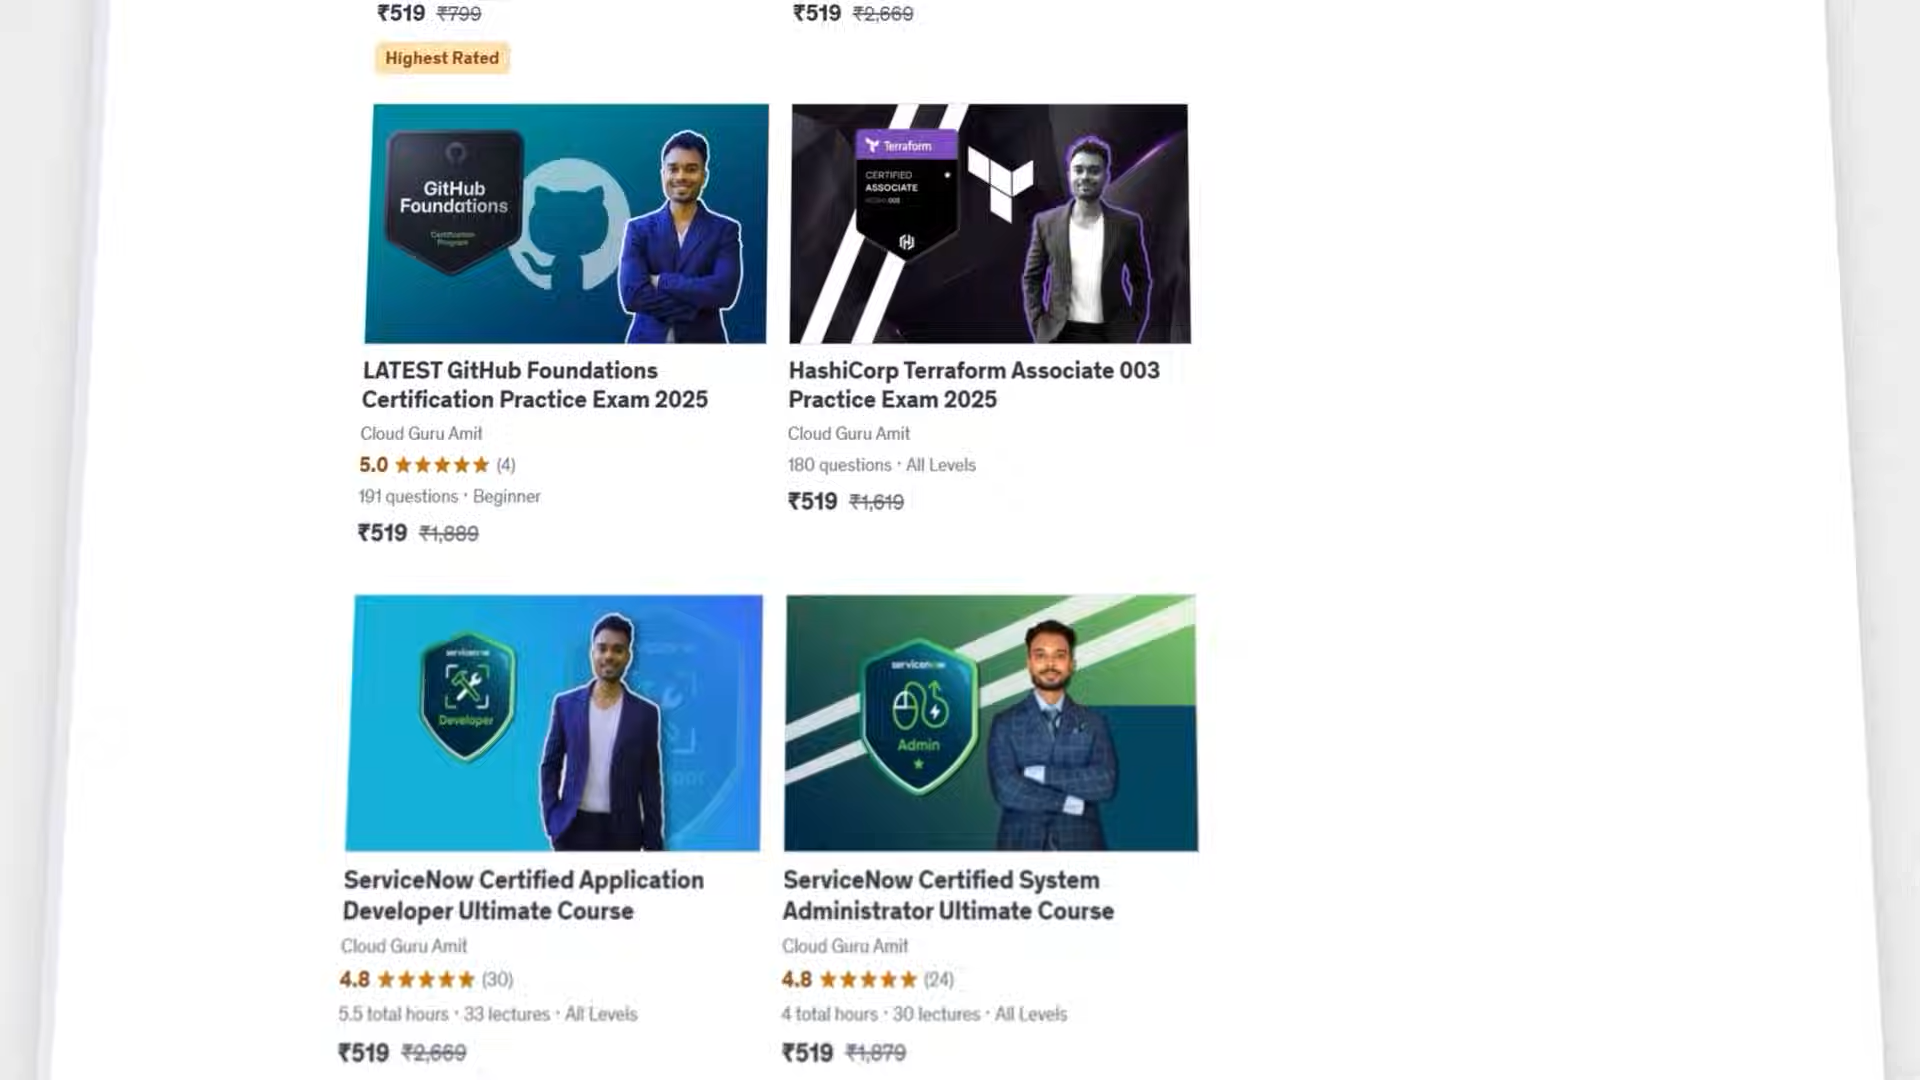 ₹519 ₹799
₹519 ₹2,669
Highest Rated
GitHub
Foundations
Certification
Program
Terraform
CERTIFIED
ASSOCIATE
LATEST GitHub Foundations
Certification Practice Exam 2025
Cloud Guru Amit
5.0 (4)
191 questions · Beginner
₹519 ₹1,889
HashiCorp Terraform Associate 003
Practice Exam 2025
Cloud Guru Amit
180 questions · All Levels
₹519 ₹1,619
servicenow
Developer
servicenow
Admin
ServiceNow Certified Application
Developer Ultimate Course
Cloud Guru Amit
4.8 (30)
5.5 total hours · 33 lectures · All Levels
₹519 ₹2,669
ServiceNow Certified System
Administrator Ultimate Course
Cloud Guru Amit
4.8 (24)
4 total hours · 30 lectures · All Levels
₹519 ₹1,879